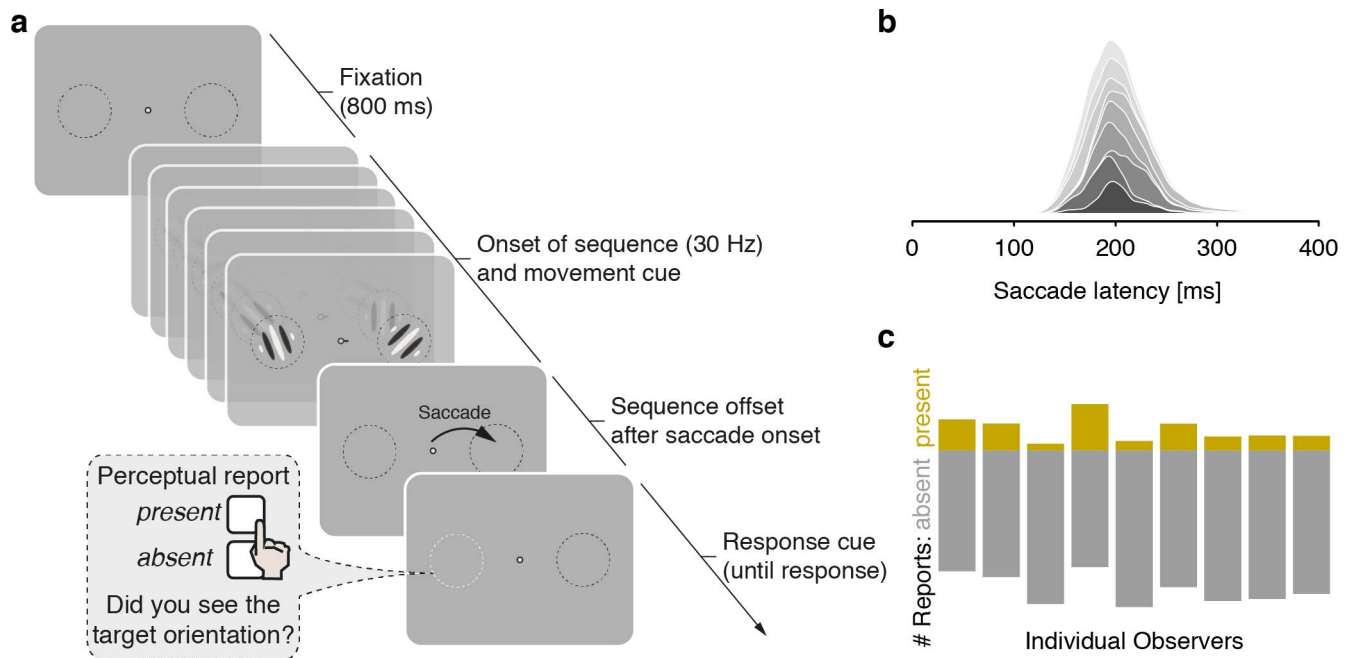 a
Fixation
(800 ms)
Onset of sequence (30 Hz)
and movement cue
Saccade
Sequence offset
after saccade onset
Response cue
(until response)
Perceptual report
present
absent
Did you see the
target orientation?
b
0 100 200 300 400
Saccade latency [ms]
c
# Reports: absent present
Individual Observers